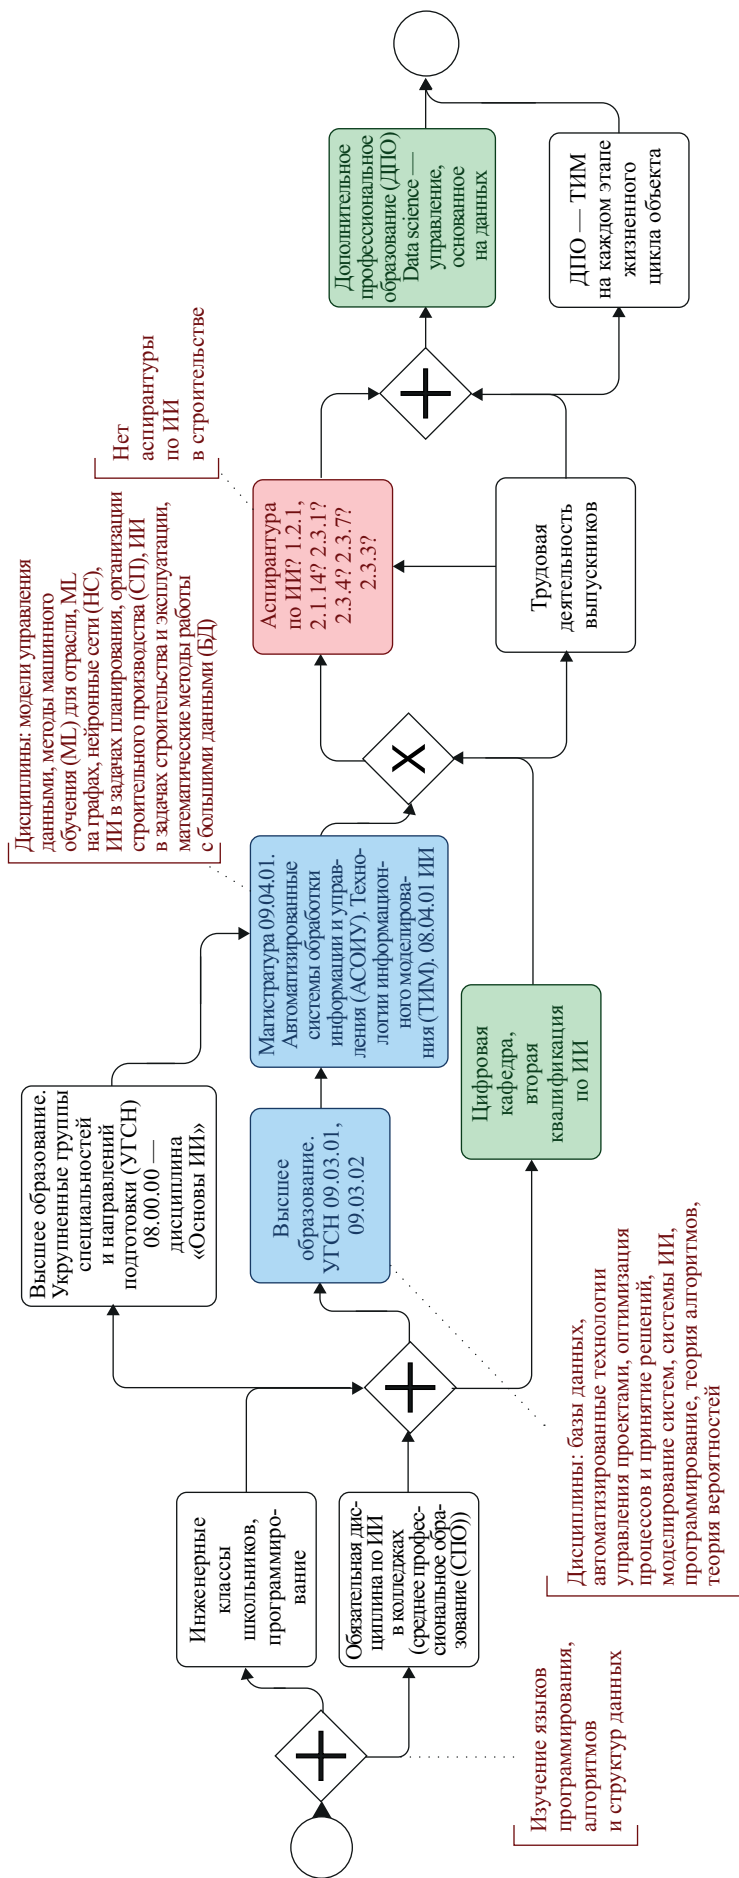 Изучение языков
программирования,
алгоритмов
и структур данных
Инженерные
классы
школьников,
программиро-
вание
Обязательная дис-
циплина по ИИ
в колледжах
(среднее профес-
сиональное обра-
зование (СПО))
Высшее образование.
Укрупненные группы
специальностей
и направлений
подготовки (УГСН)
08.00.00 —
дисциплина
«Основы ИИ»
Высшее
образование.
УГСН 09.03.01,
09.03.02
Дисциплины: базы данных,
автоматизированные технологии
управления проектами, оптимизация
процессов и принятие решений,
моделирование систем, системы ИИ,
программирование, теория алгоритмов,
теория вероятностей
Цифровая
кафедра,
вторая
квалификация
по ИИ
Магистратура 09.04.01.
Автоматизированные
системы обработки
информации и управ-
ления (АСОИУ). Техно-
логии информацион-
ного моделирова-
ния (ТИМ). 08.04.01 ИИ
Дисциплины: модели управления
данными, методы машинного
обучения (ML) для отрасли, ML
на графах, нейронные сети (НС),
ИИ в задачах планирования, организации
строительного производства (СП), ИИ
в задачах строительства и эксплуатации,
математические методы работы
с большими данными (БД)
X
Аспирантура
по ИИ? 1.2.1,
2.1.14? 2.3.1?
2.3.4? 2.3.7?
2.3.3?
Нет
аспирантуры
по ИИ
в строительстве
Трудовая
деятельность
выпускников
Дополнительное
профессиональное
образование (ДПО)
Data science —
управление,
основанное
на данных
ДПО — ТИМ
на каждом этапе
жизненного
цикла объекта